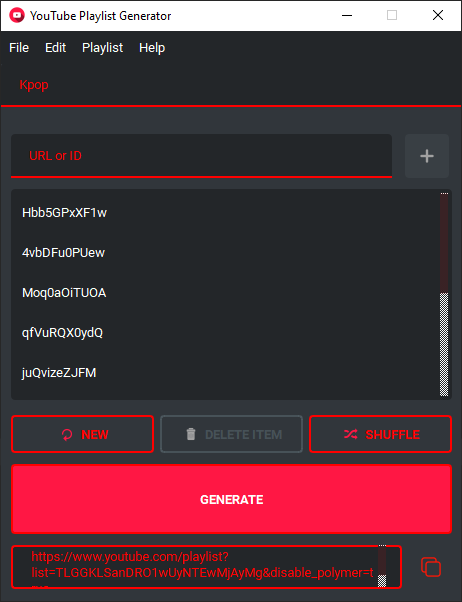 YouTube Playlist Generator
File Edit Playlist Help
Kpop
URL or ID
Hbb5GPxXF1w
4vbDFu0PUew
Moq0aOiTUOA
qfVuRQX0ydQ
juQvizeZJFM
NEW DELETE ITEM SHUFFLE
GENERATE
https://www.youtube.com/playlist?
list=TLGGKLSanDRO1wUyNTEwMjAyMg&disable_polymer=t